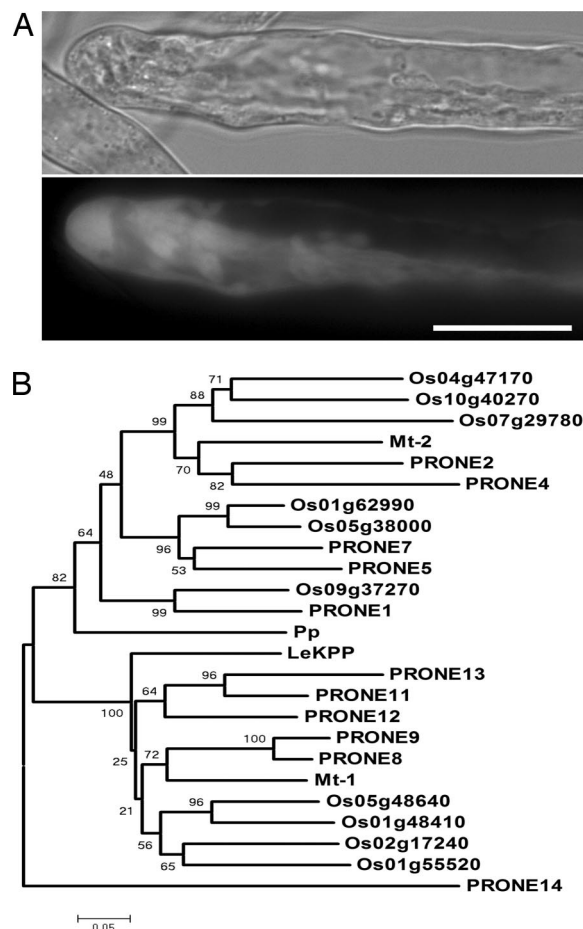 A
B
71
Os04g47170
88
Os10g40270
99
Os07g29780
Mt-2
70
PRONE2
82
PRONE4
48
Os01g62990
99
Os05g38000
96
PRONE7
64
53
PRONE5
Os09g37270
82
99
PRONE1
Pp
LeKPP
96
PRONE13
64
PRONE11
100
PRONE12
100
PRONE9
72
PRONE8
25
Mt-1
96
Os05g48640
21
Os01g48410
56
Os02g17240
65
Os01g55520
PRONE14
0.05